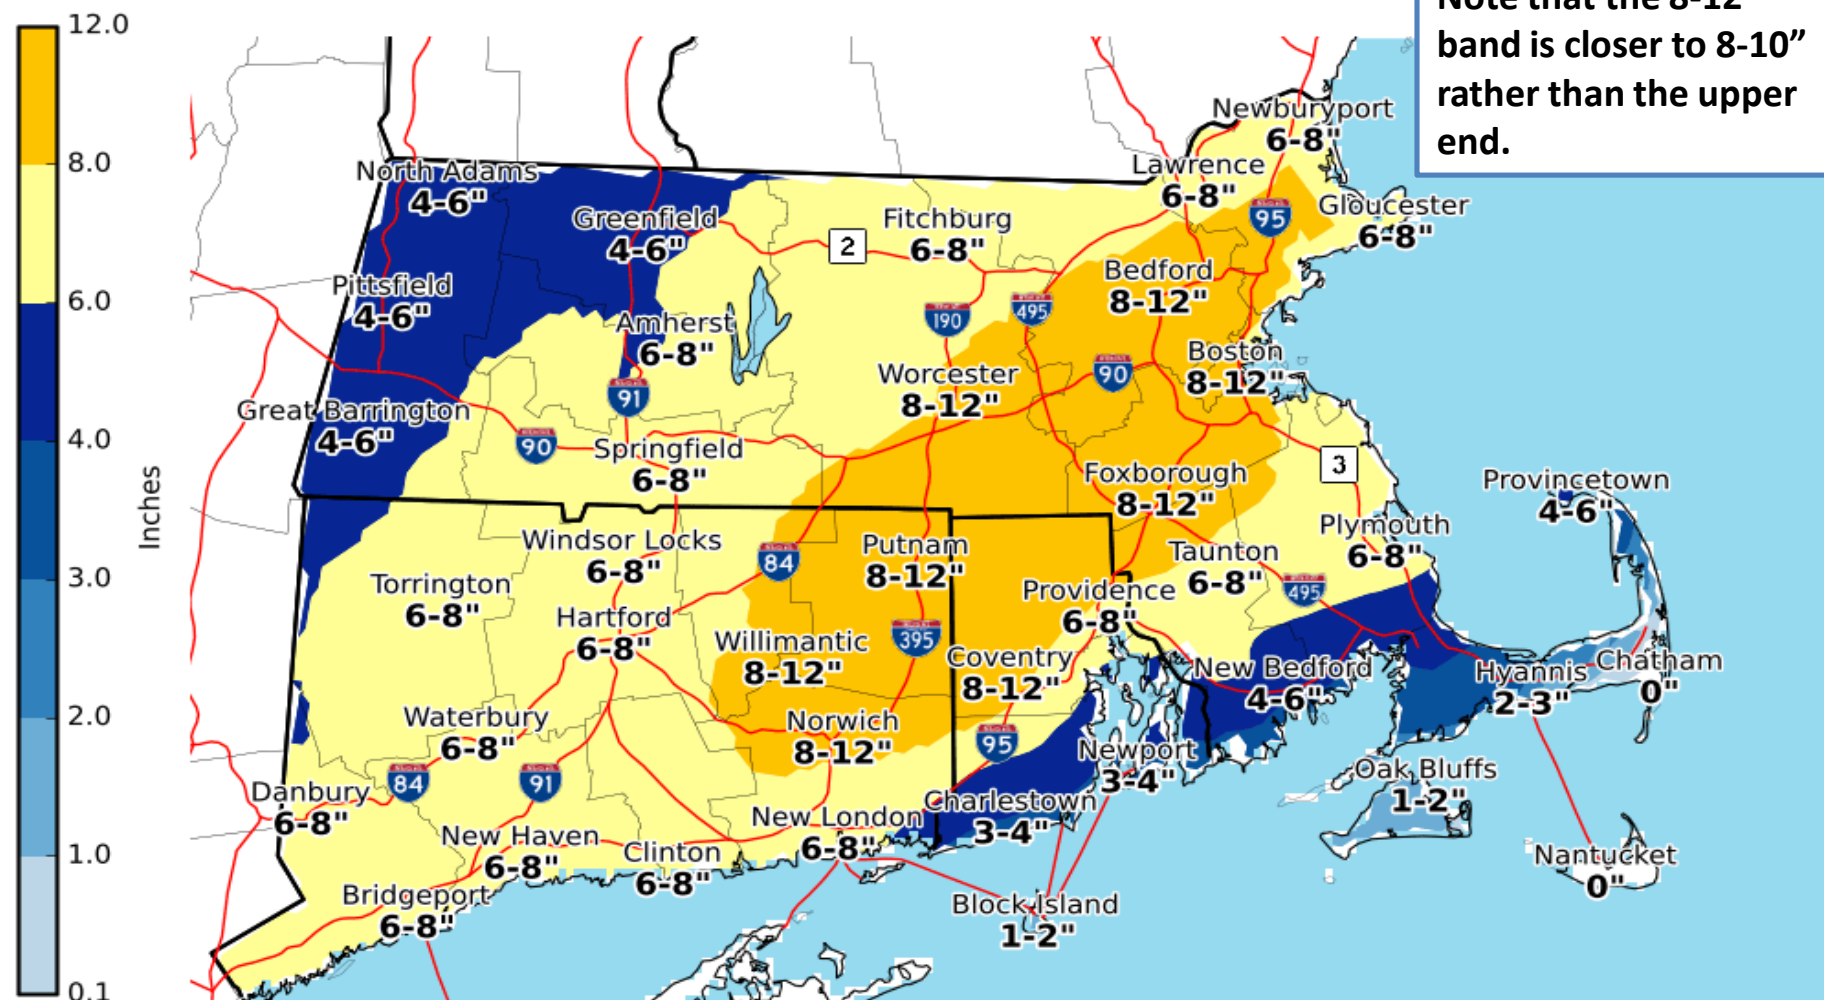 12.0
8.0
6.0
4.0
3.0
2.0
1.0
0.1
Inches
Note that the 8-12
band is closer to 8-10”
rather than the upper
end.
Newburyport
6-8"
Lawrence
6-8"
North Adams
4-6"
Greenfield
4-6"
2
Fitchburg
6-8"
95
Gloucester
6-8"
Pittsfield
4-6"
Bedford
8-12"
190
495
Amherst
6-8"
Boston
8-12"
Worcester
8-12"
90
91
Great Barrington
4-6"
90
Springfield
6-8"
Foxborough
8-12"
3
Provincetown
4-6"
Windsor Locks
6-8"
84
Putnam
8-12"
Taunton
6-8"
Plymouth
6-8"
Torrington
6-8"
Providence
6-8"
495
Hartford
6-8"
Willimantic
8-12"
395
Coventry
8-12"
New Bedford
4-6"
Hyannis
2-3"
Chatham
0"
Waterbury
6-8"
Norwich
8-12"
95
Newport
3-4"
Oak Bluffs
1-2"
84
91
Danbury
6-8"
New London
6-8"
Charlestown
3-4"
New Haven
6-8"
Clinton
6-8"
Nantucket
0"
Bridgeport
6-8"
Block Island
1-2"